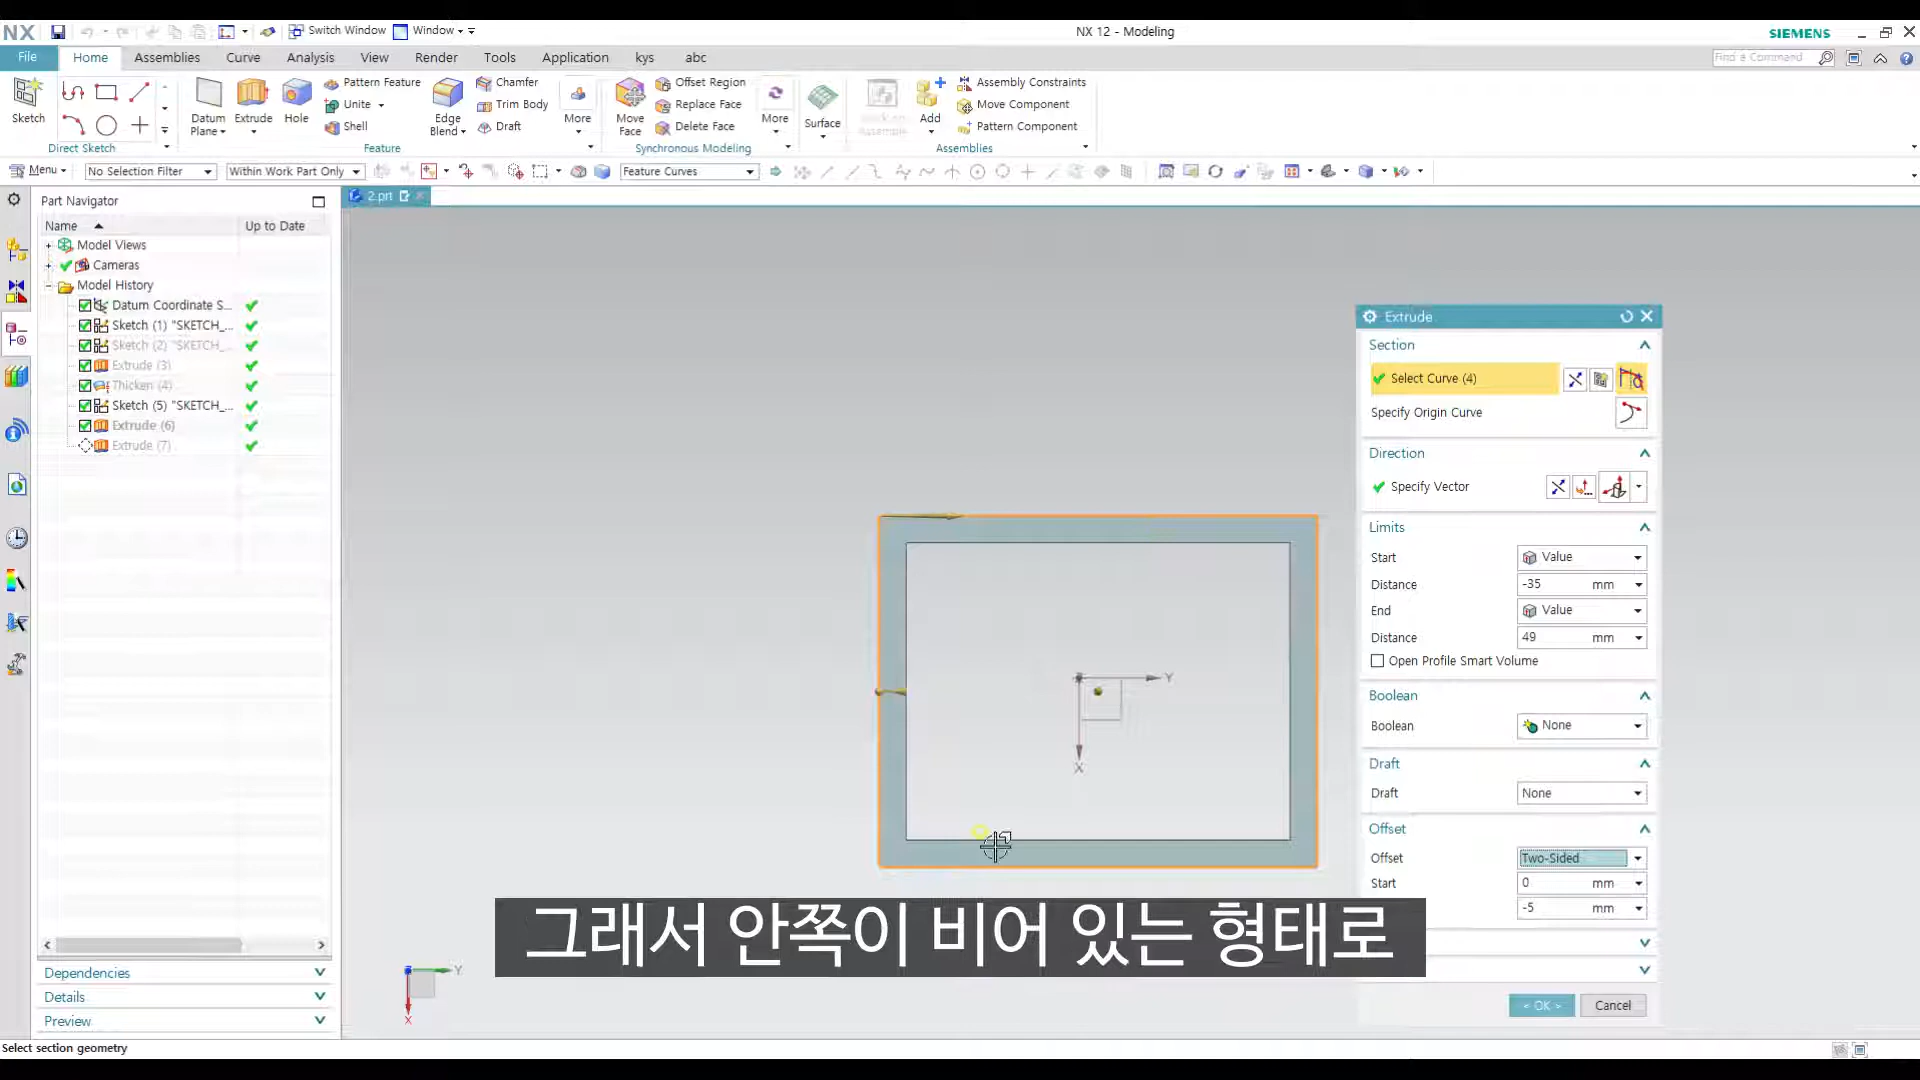 NX
Switch Window
Window
NX 12 - Modeling
SIEMENS
File
Home
Assemblies
Curve
Analysis
View
Render
Tools
Application
kys
abc
Find a Command
Sketch
Direct Sketch
Datum
Plane
Extrude
Hole
Pattern Feature
Unite
Shell
Edge
Blend
Chamfer
Trim Body
Draft
More
Feature
Move
Face
Offset Region
Replace Face
Delete Face
More
Synchronous Modeling
Surface
Add
Assembly Constraints
Move Component
Pattern Component
Assemblies
Menu
No Selection Filter
Within Work Part Only
Feature Curves
Part Navigator
2.prt
Name
Up to Date
Model Views
Cameras
Model History
Datum Coordinate S...
Sketch (1) "SKETCH_...
Sketch (2) "SKETCH_...
Extrude (3)
Thicken (4)
Sketch (5) "SKETCH_...
Extrude (6)
Extrude (7)
Dependencies
Details
Preview
Select section geometry
Y
X
Y
X
Extrude
Section
Select Curve (4)
Specify Origin Curve
Direction
Specify Vector
Limits
Start
Value
Distance
-35 mm
End
Value
Distance
49 mm
Open Profile Smart Volume
Boolean
Boolean
None
Draft
Draft
None
Offset
Offset
Two-Sided
Start
0 mm
-5 mm
< OK >
Cancel
그래서 안쪽이 비어 있는 형태로